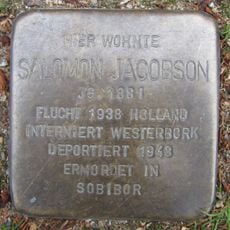 HIER WOHNTE
SALOMON JACOBSON
JG. 1881
FLUCHT 1938 HOLLAND
INTERNIERT WESTERBORK
DEPORTIERT 1943
ERMORDET IN
SOBIBOR